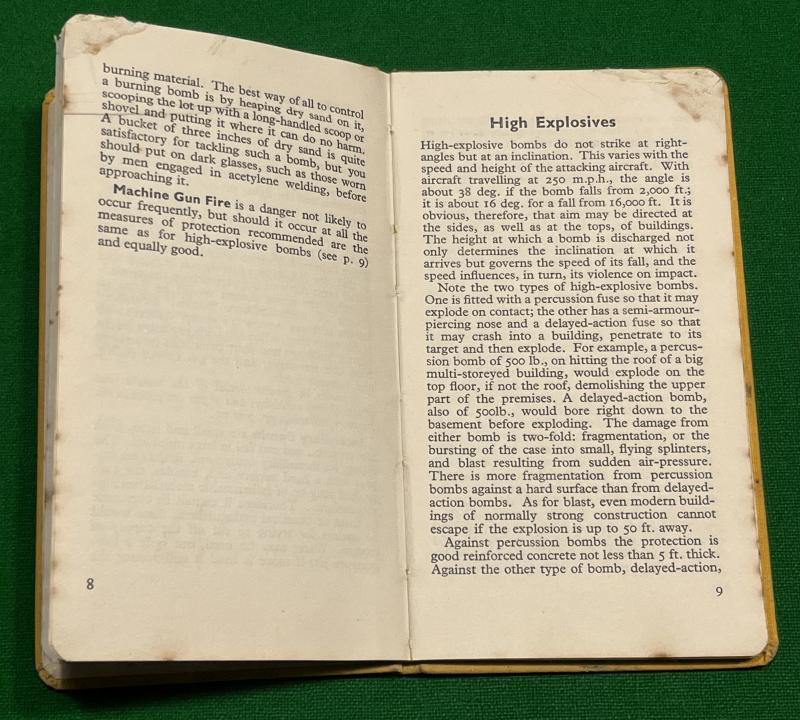 burning material. The best way of all to control
a burning bomb is by heaping dry sand on it,
scooping the lot up with a long-handled scoop or
shovel and putting it where it can do no harm.
A bucket of three inches of dry sand is quite
satisfactory for tackling such a bomb, but you
should put on dark glasses, such as those worn
by men engaged in acetylene welding, before
approaching it.
Machine Gun Fire is a danger not likely to
occur frequently, but should it occur at all the
measures of protection recommended are the
same as for high-explosive bombs (see p. 9)
and equally good.
8
High Explosives
High-explosive bombs do not strike at right-
angles but at an inclination. This varies with the
speed and height of the attacking aircraft. With
aircraft travelling at 250 m.p.h., the angle is
about 38 deg. if the bomb falls from 2,000 ft.;
it is about 16 deg. for a fall from 16,000 ft. It is
obvious, therefore, that aim may be directed at
the sides, as well as at the tops, of buildings.
The height at which a bomb is discharged not
only determines the inclination at which it
arrives but governs the speed of its fall, and the
speed influences, in turn, its violence on impact.
Note the two types of high-explosive bombs.
One is fitted with a percussion fuse so that it may
explode on contact; the other has a semi-armour-
piercing nose and a delayed-action fuse so that
it may crash into a building, penetrate to its
target and then explode. For example, a percus-
sion bomb of 500 lb., on hitting the roof of a big
multi-storeyed building, would explode on the
top floor, if not the roof, demolishing the upper
part of the premises. A delayed-action bomb,
also of 500lb., would bore right down to the
basement before exploding. The damage from
either bomb is two-fold: fragmentation, or the
bursting of the case into small, flying splinters,
and blast resulting from sudden air-pressure.
There is more fragmentation from percussion
bombs against a hard surface than from delayed-
action bombs. As for blast, even modern build-
ings of normally strong construction cannot
escape if the explosion is up to 50 ft. away.
Against percussion bombs the protection is
good reinforced concrete not less than 5 ft. thick.
Against the other type of bomb, delayed-action,
9